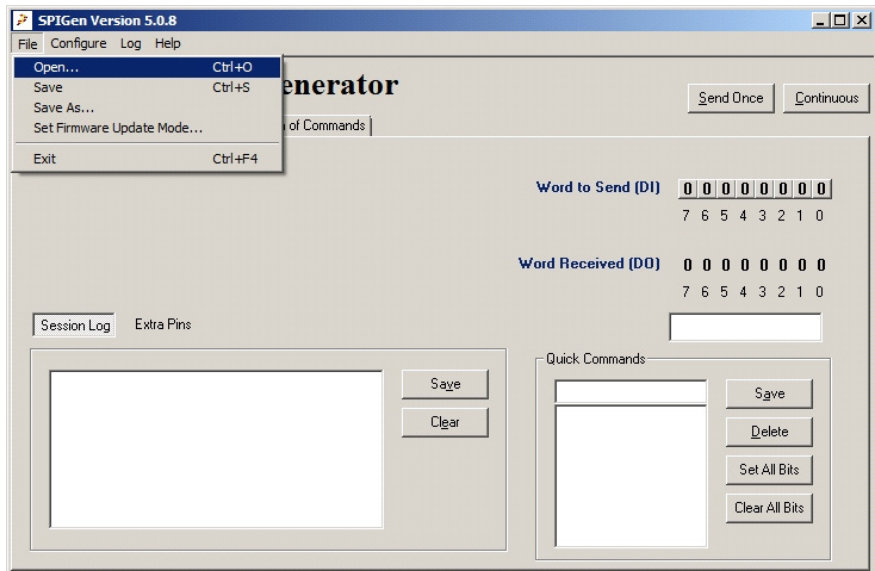 SPIGen Version 5.0.8
File Configure Log Help
Open... Ctrl+O
Save Ctrl+S
Save As...
Set Firmware Update Mode...
Exit Ctrl+F4
enerator
Send Once Continuous
of Commands
Word to Send (DI) 0 0 0 0 0 0 0 0
7 6 5 4 3 2 1 0
Word Received (DO) 0 0 0 0 0 0 0 0
7 6 5 4 3 2 1 0
Session Log Extra Pins
Quick Commands
Save
Clear
Save
Delete
Set All Bits
Clear All Bits